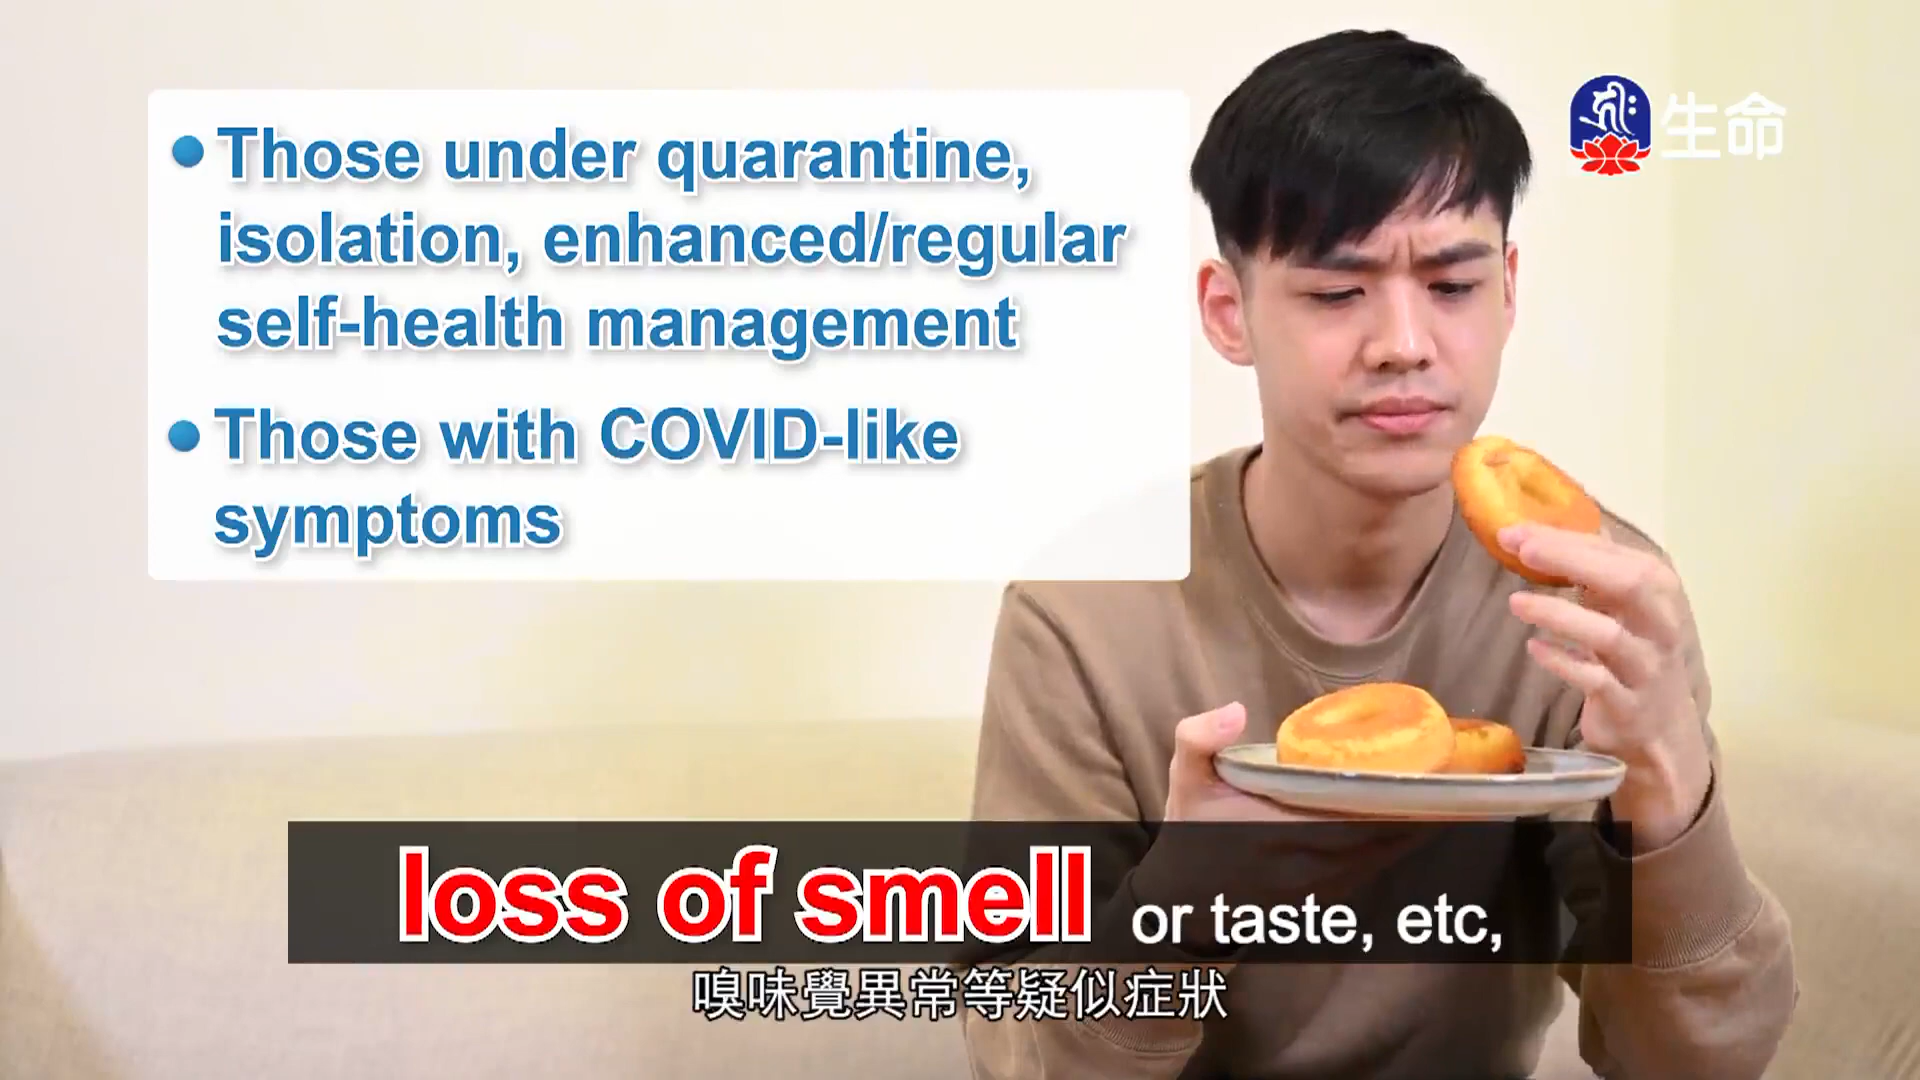 Those under quarantine,
isolation, enhanced/regular
self-health management
Those with COVID-like
symptoms
生命
loss of smell or taste, etc,
嗅味覺異常等疑似症狀